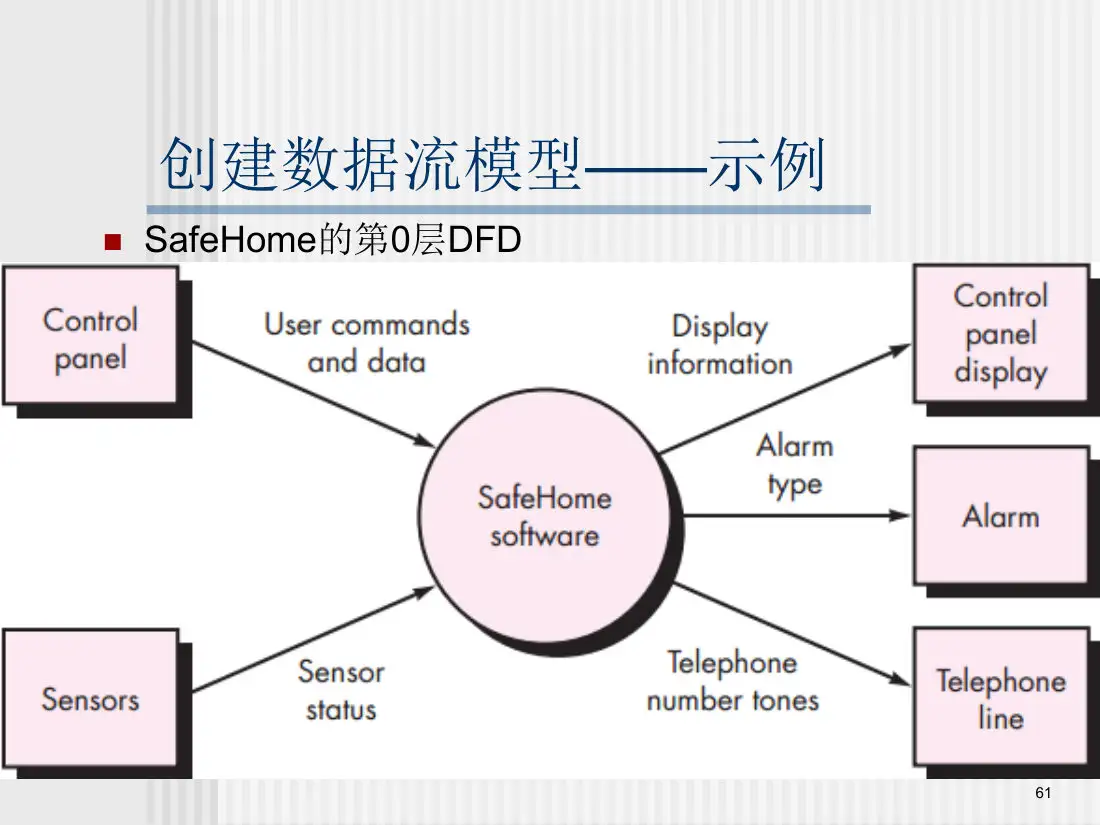 创建数据流模型——示例
SafeHome的第0层DFD
Control
panel
User commands
and data
Display
information
Control
panel
display
Alarm
type
SafeHome
software
Alarm
Sensors
Sensor
status
Telephone
number tones
Telephone
line
61